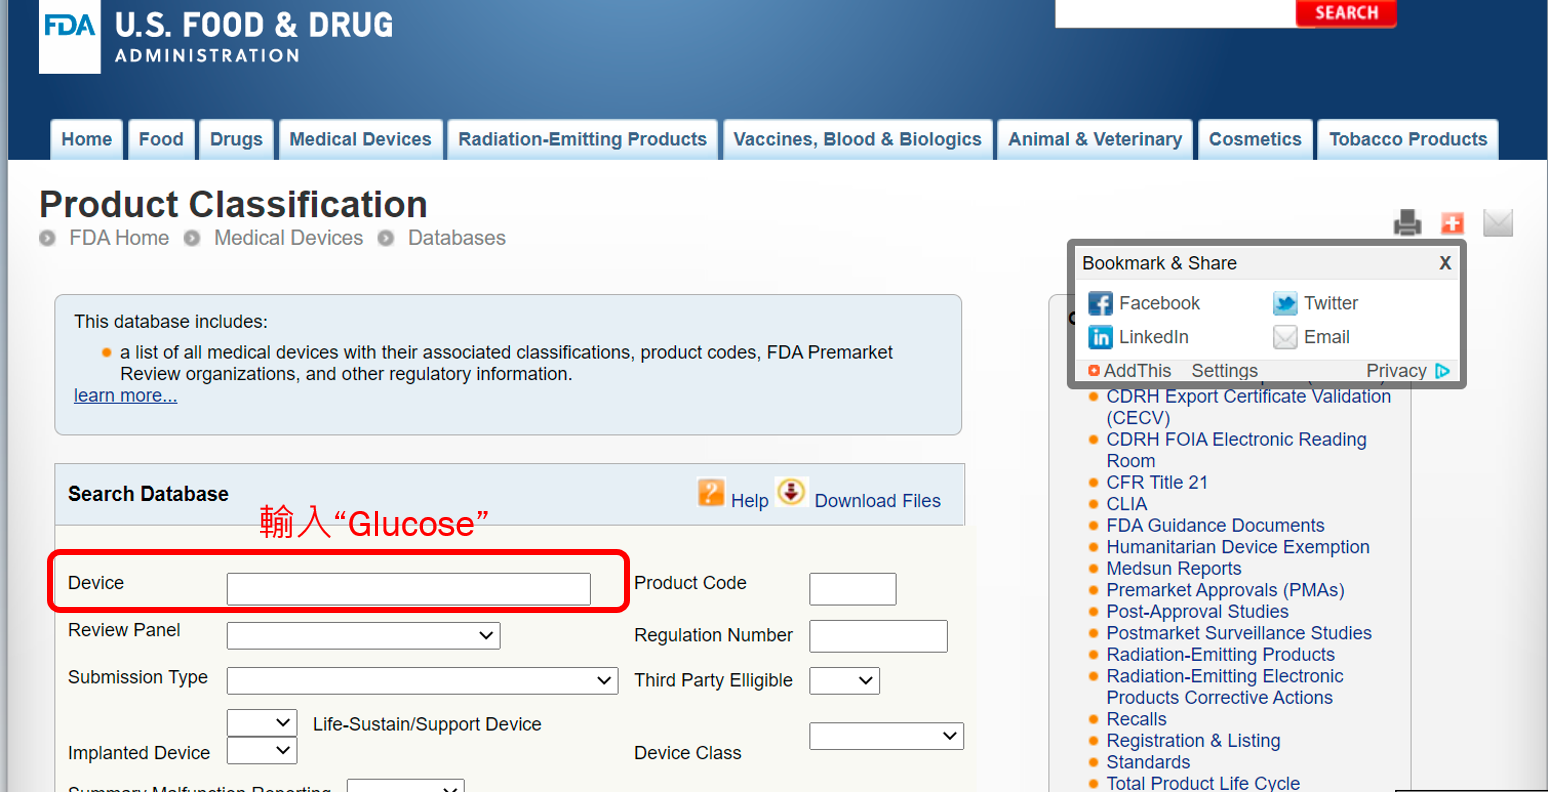 FDA
U.S. FOOD & DRUG
ADMINISTRATION
SEARCH
Home
Food
Drugs
Medical Devices
Radiation-Emitting Products
Vaccines, Blood & Biologics
Animal & Veterinary
Cosmetics
Tobacco Products
Product Classification
FDA Home
Medical Devices
Databases
Bookmark & Share
X
Facebook
Twitter
LinkedIn
Email
AddThis
Settings
Privacy
This database includes:
a list of all medical devices with their associated classifications, product codes, FDA Premarket
Review organizations, and other regulatory information.
learn more...
Search Database
Help
Download Files
輸入“Glucose”
Device
Product Code
Review Panel
Regulation Number
Submission Type
Third Party Elligible
Life-Sustain/Support Device
Implanted Device
Device Class
Summary Malfunction Reporting
CDRH Export Certificate Validation
(CECV)
CDRH FOIA Electronic Reading
Room
CFR Title 21
CLIA
FDA Guidance Documents
Humanitarian Device Exemption
Medsun Reports
Premarket Approvals (PMAs)
Post-Approval Studies
Postmarket Surveillance Studies
Radiation-Emitting Products
Radiation-Emitting Electronic
Products Corrective Actions
Recalls
Registration & Listing
Standards
Total Product Life Cycle